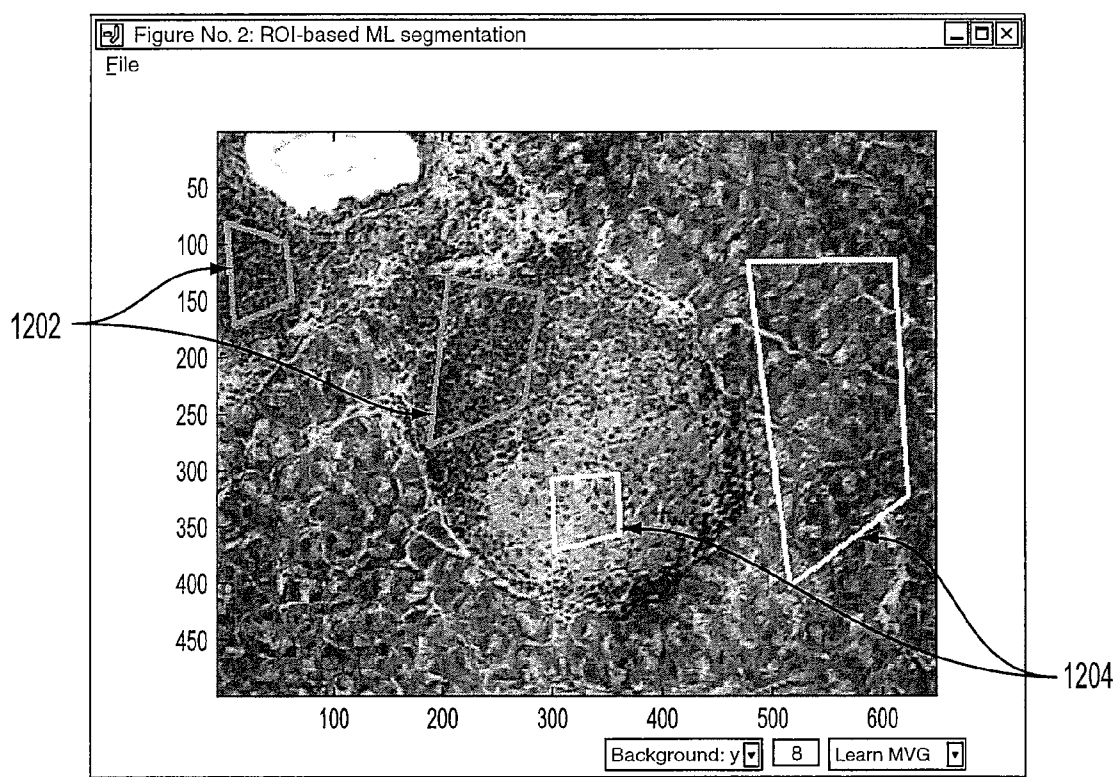 Figure No. 2: ROI-based ML segmentation
File
50
100
150
200
250
300
350
400
450
100 200 300 400 500 600
1202
1204
Background: y 8 Learn MVG